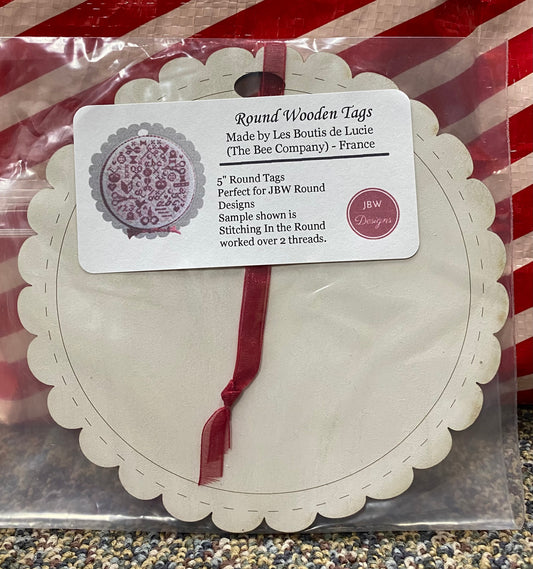 Round Wooden Tags
Made by Les Boutis de Lucie
(The Bee Company) - France
5" Round Tags
Perfect for JBW Round
Designs
Sample shown is
Stitching In the Round
worked over 2 threads.
JBW
Designs